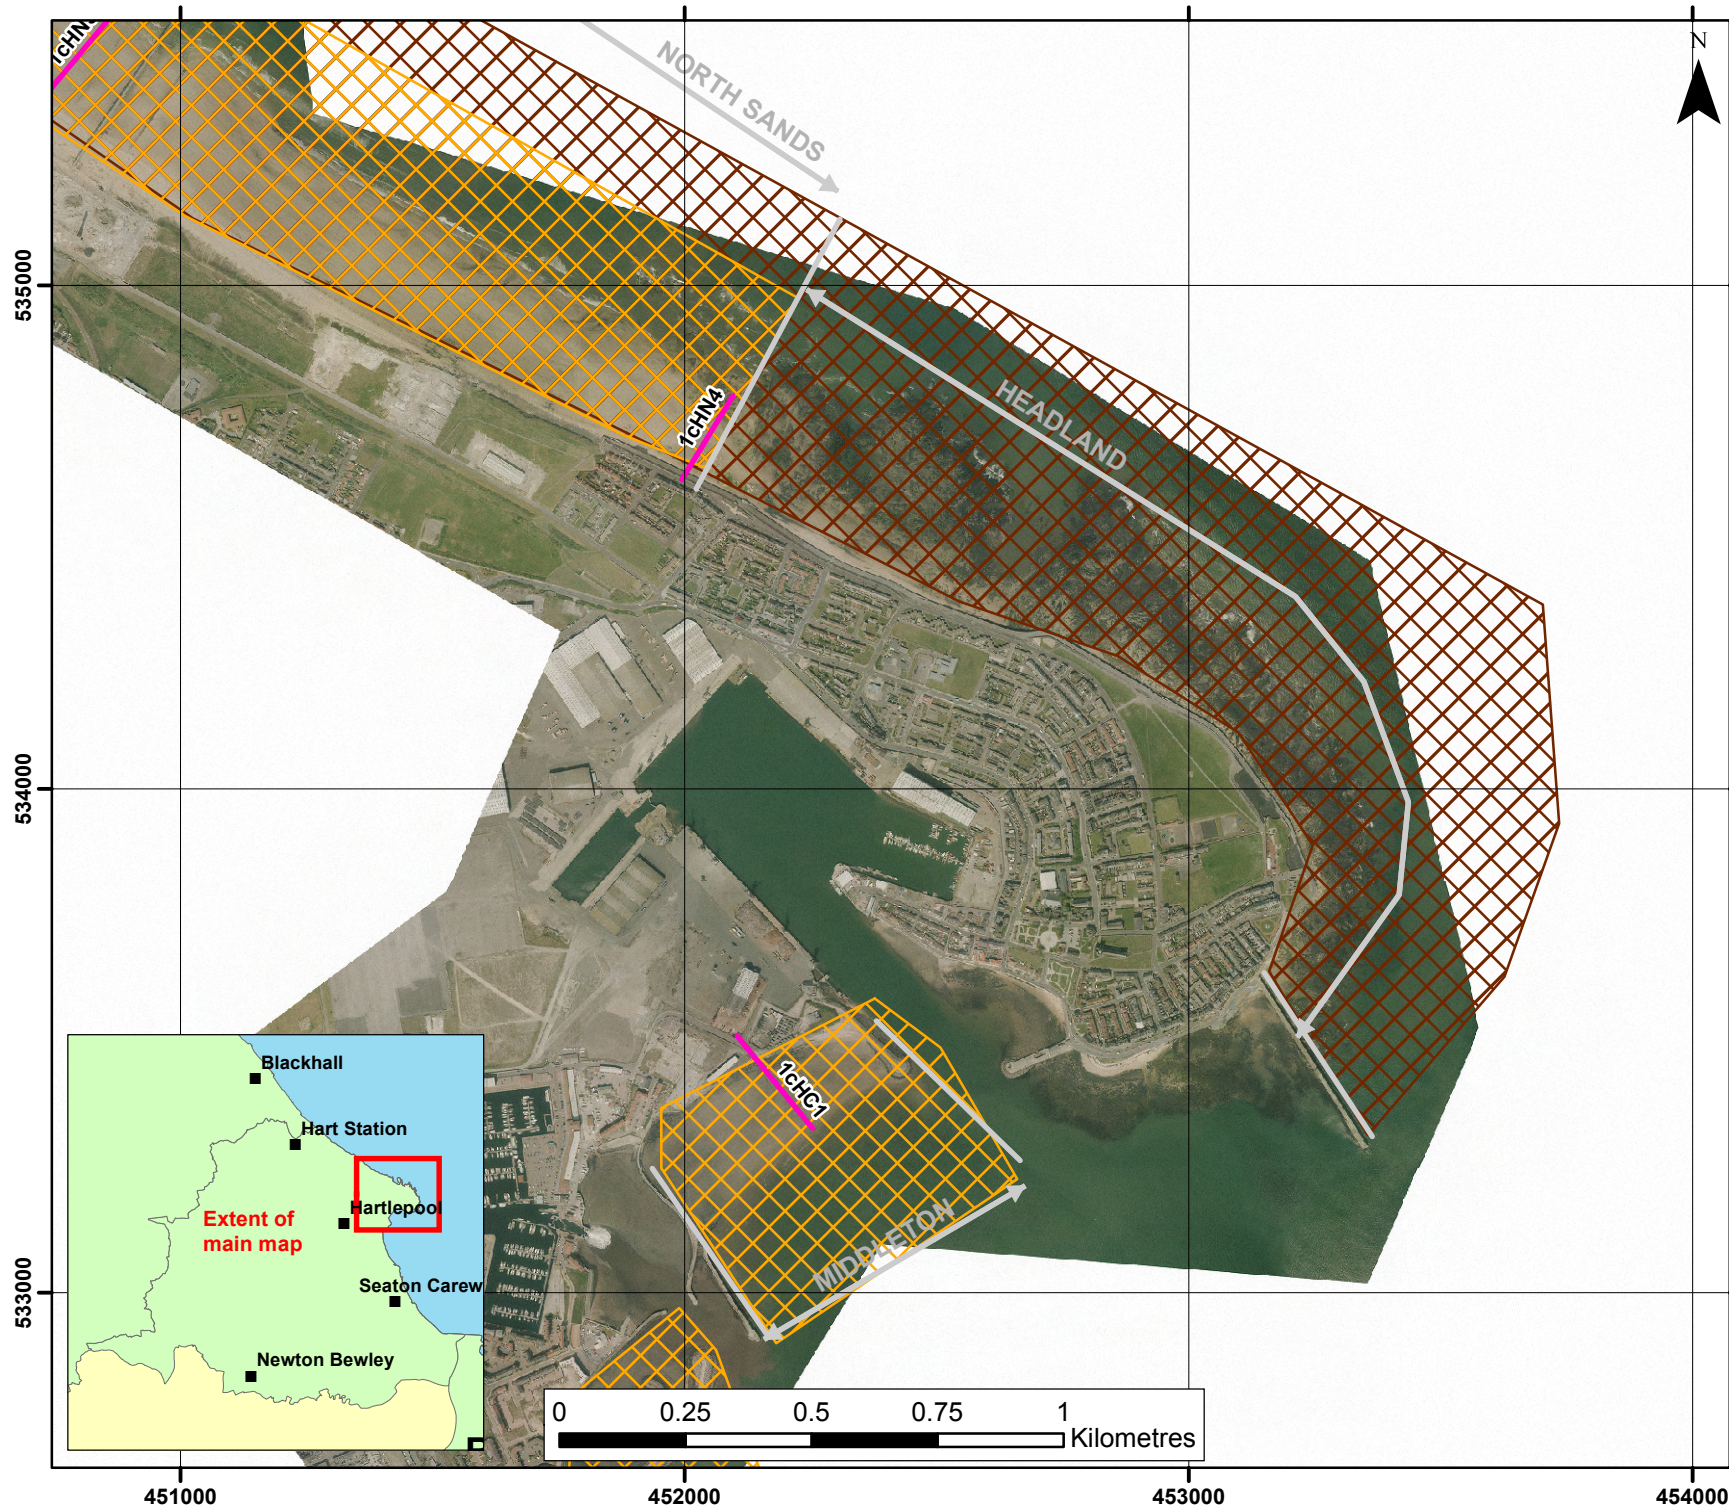 1cHN
N
NORTH SANDS
535000
HEADLAND
1cHN4
534000
1cHC1
MIDDLETON
533000
Blackhall
Hart Station
Hartlepool
Extent of
main map
Seaton Carew
Newton Bewley
0 0.25 0.5 0.75 1
Kilometres
451000 452000 453000 454000